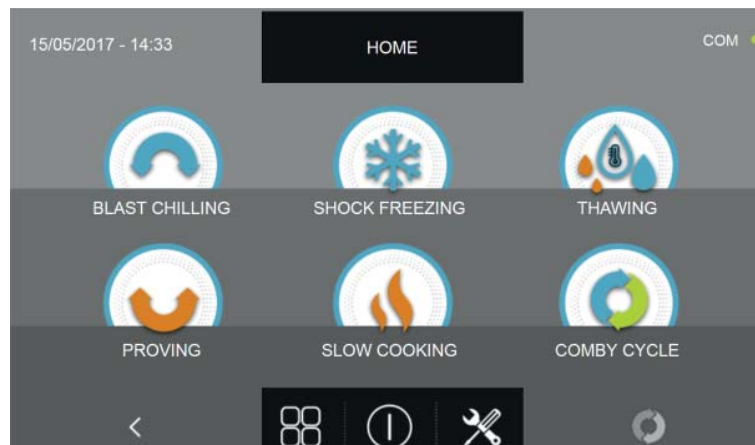 15/05/2017 - 14:33
HOME
COM
BLAST CHILLING
SHOCK FREEZING
THAWING
PROVING
SLOW COOKING
COMBY CYCLE